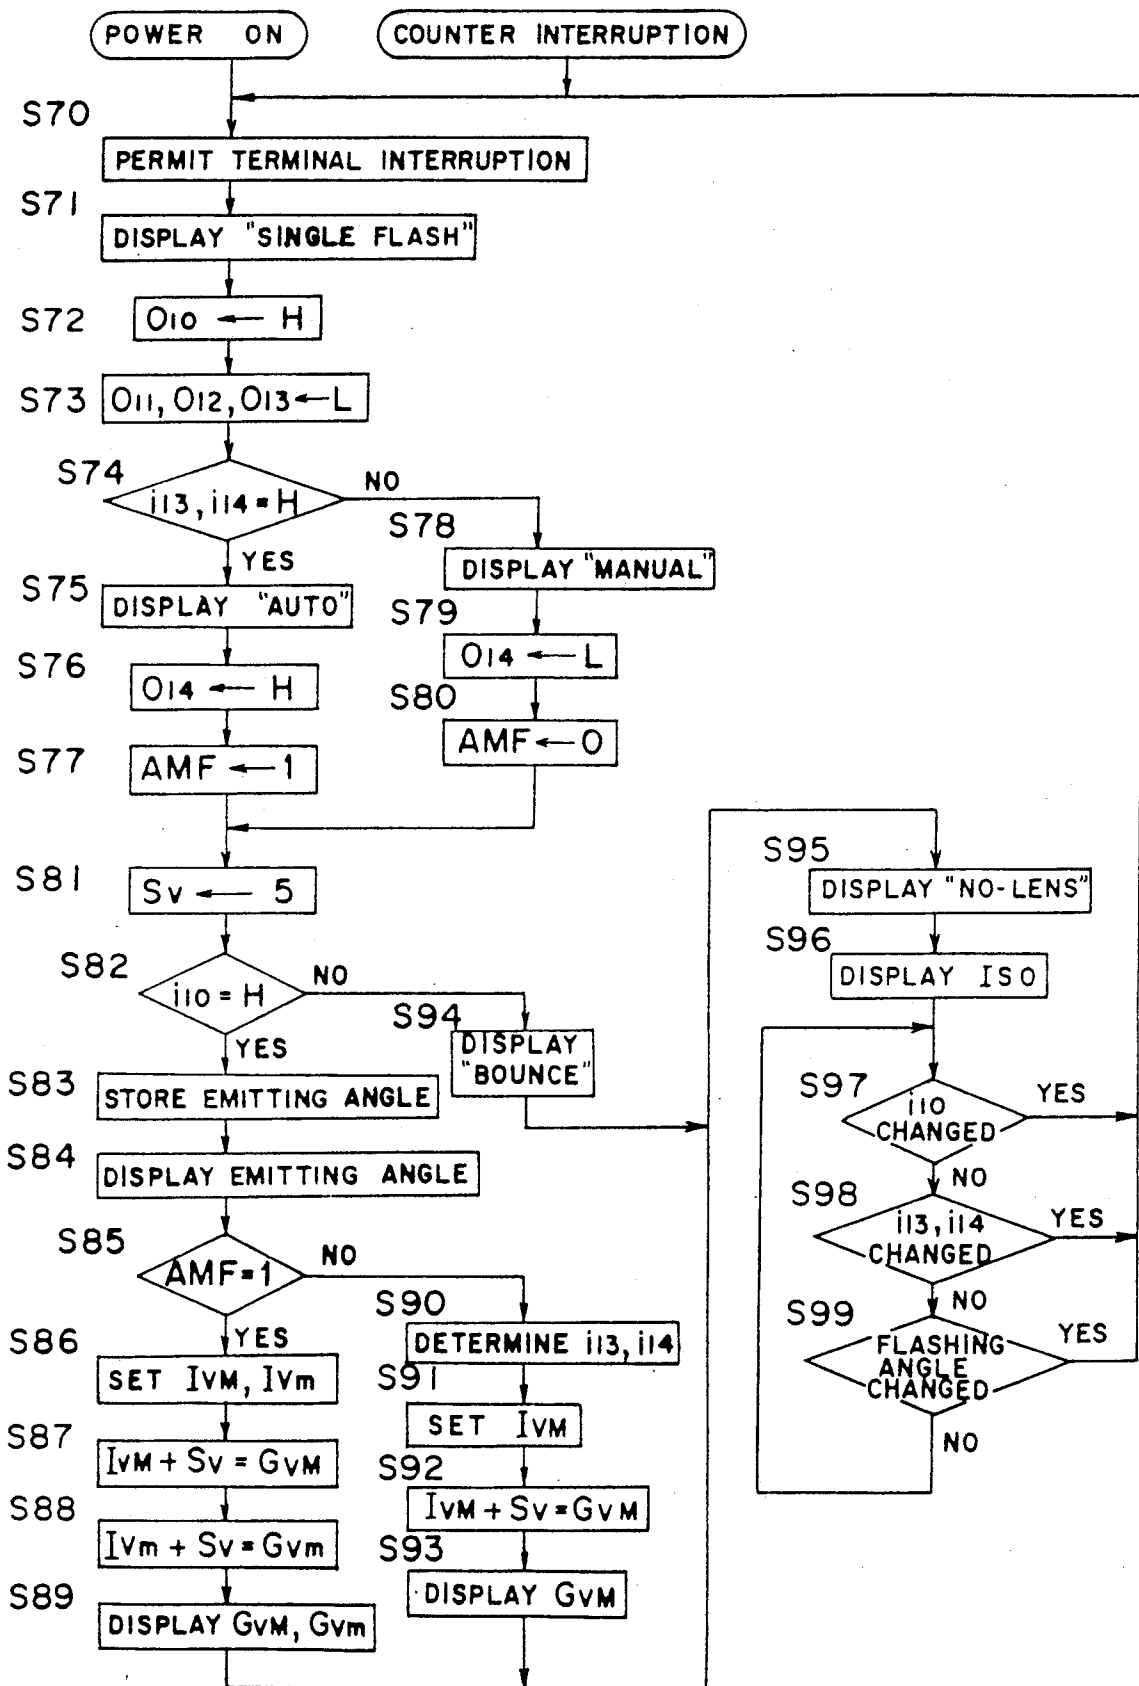 POWER ON
COUNTER INTERRUPTION
S70
PERMIT TERMINAL INTERRUPTION
S71
DISPLAY "SINGLE FLASH"
S72
O10 ← H
S73
O11, O12, O13 ← L
S74
i13, i14 = H
NO
YES
S75
DISPLAY "AUTO"
S76
O14 ← H
S77
AMF ← 1
S78
DISPLAY "MANUAL"
S79
O14 ← L
S80
AMF ← 0
S81
Sv ← 5
S82
i10 = H
NO
YES
S94
DISPLAY
"BOUNCE"
S83
STORE EMITTING ANGLE
S84
DISPLAY EMITTING ANGLE
S85
AMF = 1
NO
YES
S86
SET IVM, IVm
S87
IVM + Sv = GVM
S88
IVm + Sv = GVm
S89
DISPLAY GVM, GVm
S90
DETERMINE i13, i14
S91
SET IVM
S92
IVM + Sv = GVM
S93
DISPLAY GVM
S95
DISPLAY "NO-LENS"
S96
DISPLAY ISO
S97
i10
CHANGED
YES
NO
S98
i13, i14
CHANGED
YES
NO
S99
FLASHING
ANGLE
CHANGED
YES
NO